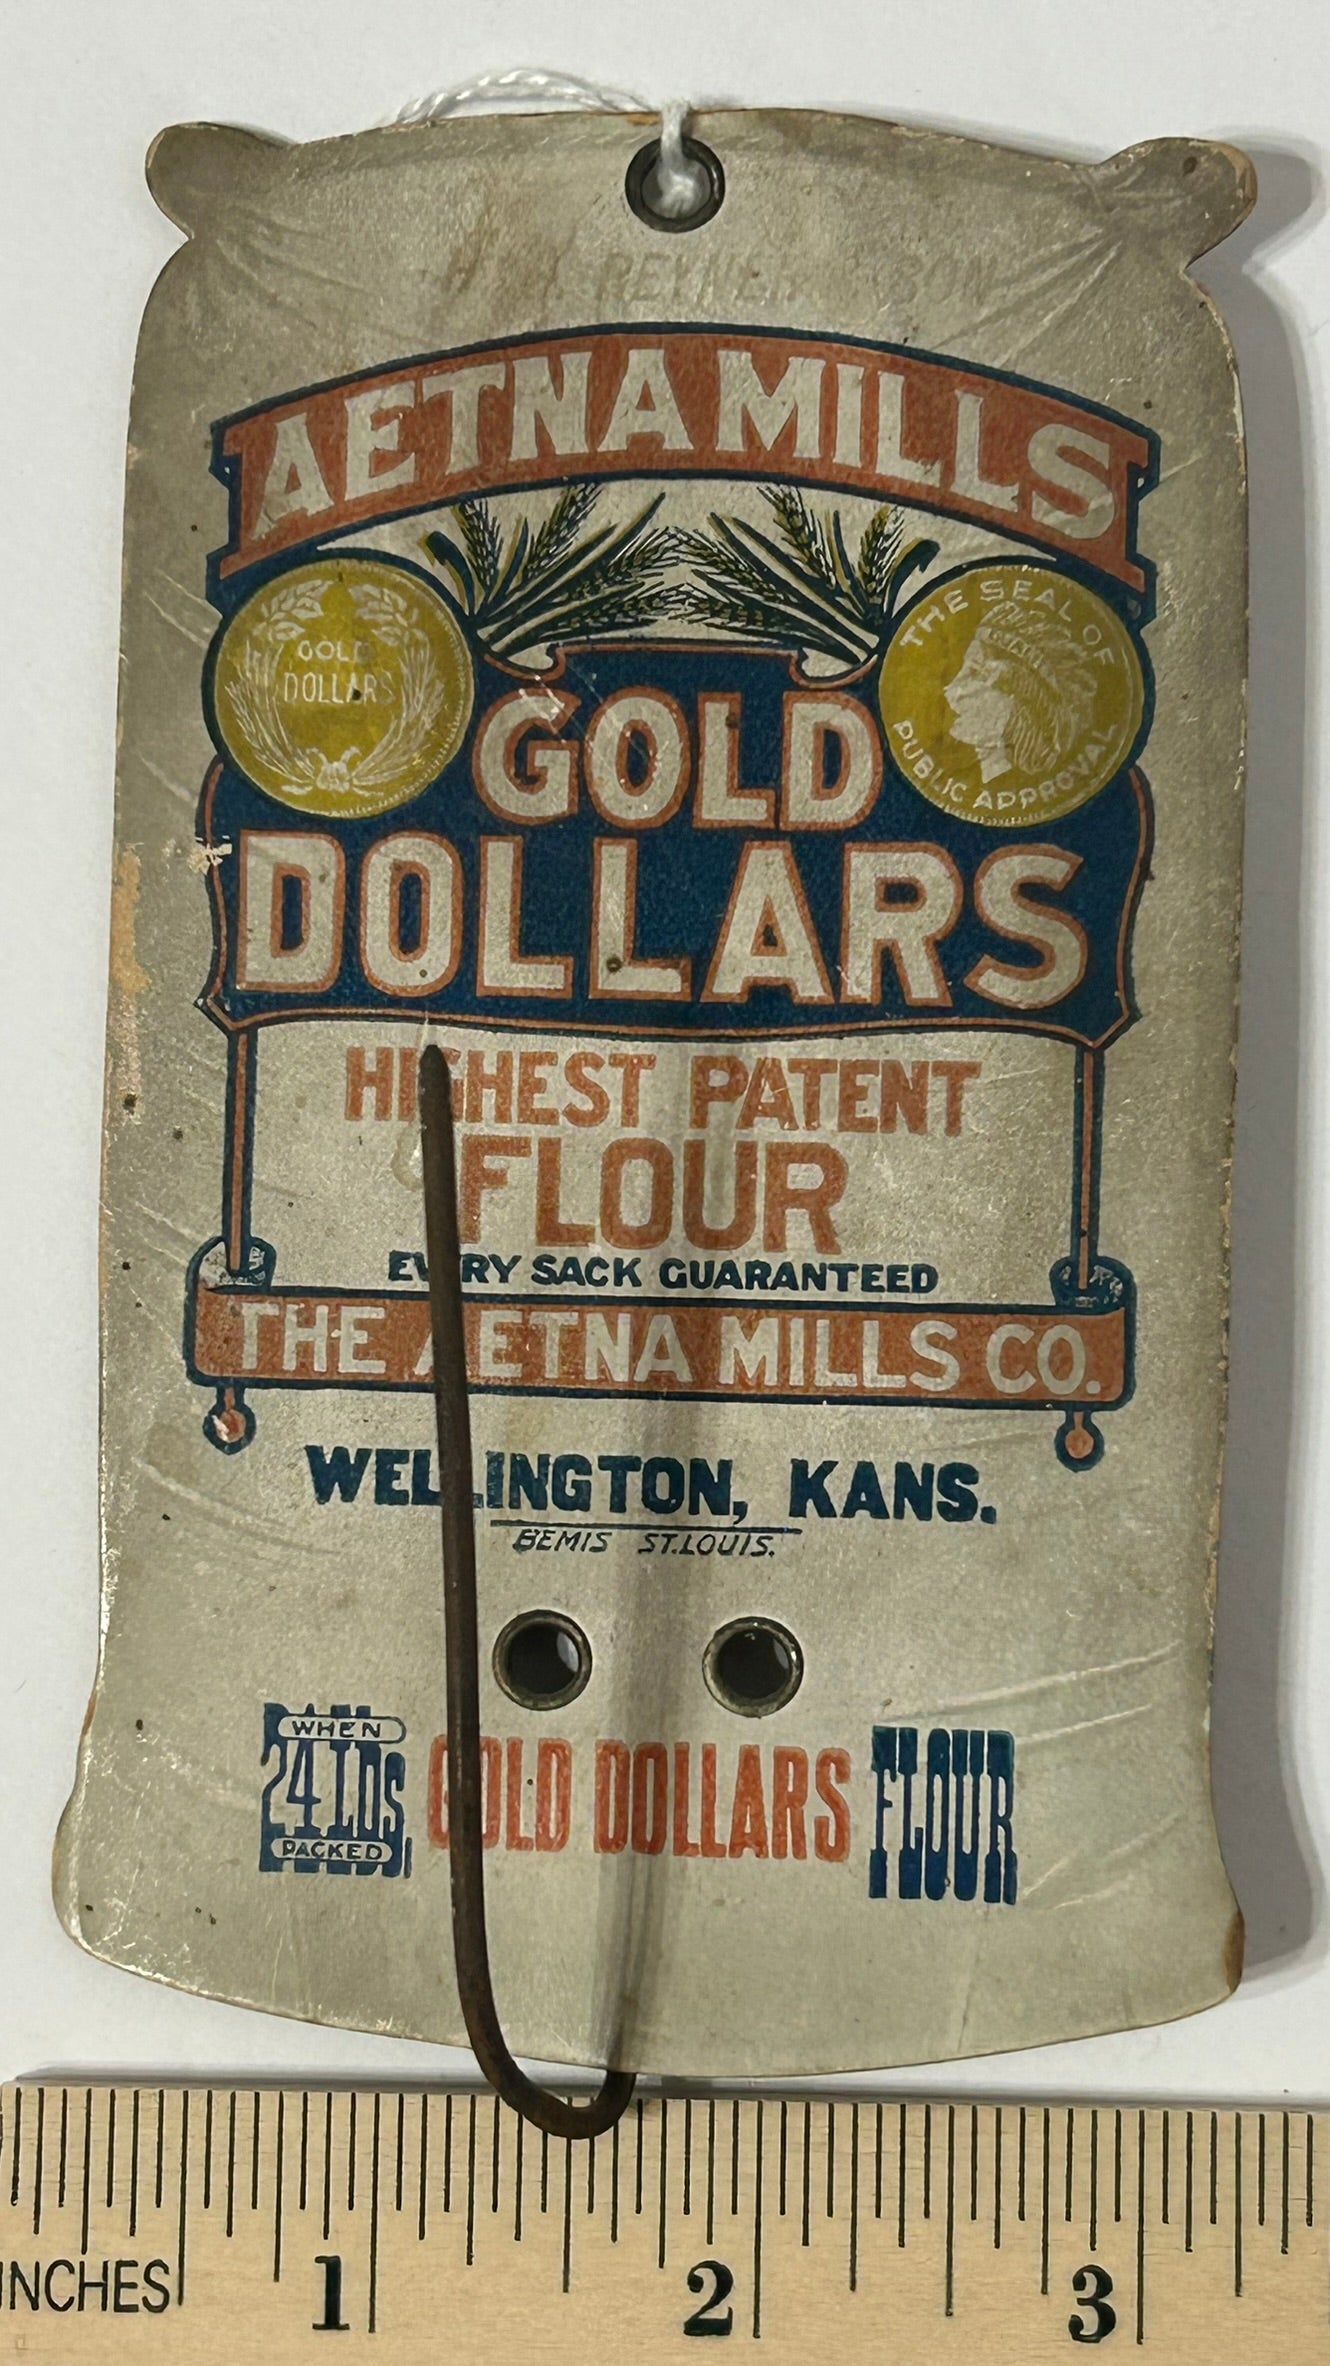 SON
AETNA MILLS
GOLD
DOLLARS
THE SEAL OF
PUBLIC APPROVAL
GOLD
DOLLARS
HIGHEST PATENT
FLOUR
EVERY SACK GUARANTEED
THE AETNA MILLS CO.
WELLINGTON, KANS.
BEMIS ST.LOUIS.
WHEN
24 LBS.
PACKED
GOLD DOLLARS
FLOUR
INCHES 1 2 3